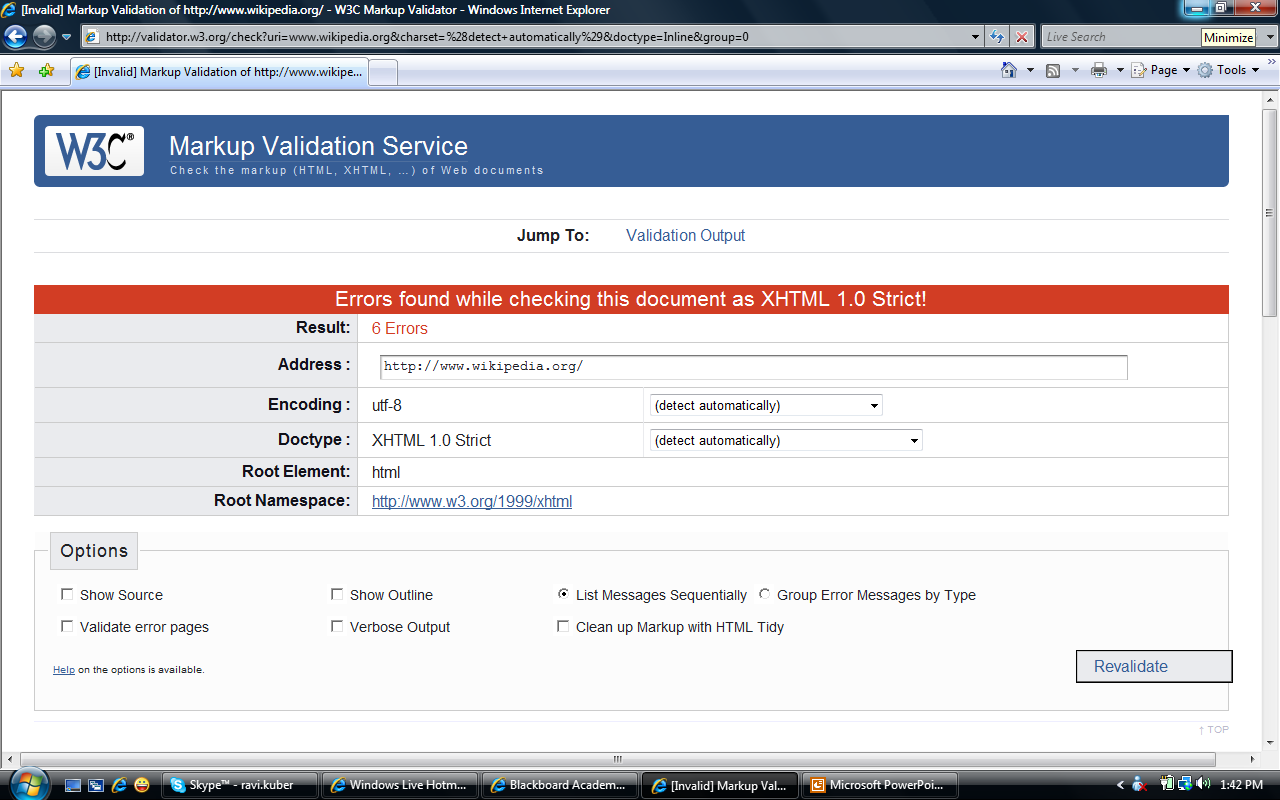 [Invalid] Markup Validation of http://www.wikipedia.org/ - W3C Markup Validator - Windows Internet Explorer
http://validator.w3.org/check?uri=www.wikipedia.org&charset=%28detect+automatically%29&doctype=Inline&group=0
Live Search
Minimize
[Invalid] Markup Validation of http://www.wikipe...
Page
Tools
W3C®
Markup Validation Service
Check the markup (HTML, XHTML, …) of Web documents
Jump To: Validation Output
Errors found while checking this document as XHTML 1.0 Strict!
Result: 6 Errors
Address : http://www.wikipedia.org/
Encoding : utf-8 (detect automatically)
Doctype : XHTML 1.0 Strict (detect automatically)
Root Element: html
Root Namespace: http://www.w3.org/1999/xhtml
Options
Show Source Show Outline List Messages Sequentially Group Error Messages by Type
Validate error pages Verbose Output Clean up Markup with HTML Tidy
Help on the options is available.
Revalidate
↑ TOP
Skype™ - ravi.kuber
Windows Live Hotm...
Blackboard Academ...
[Invalid] Markup Val...
Microsoft PowerPoi...
1:42 PM